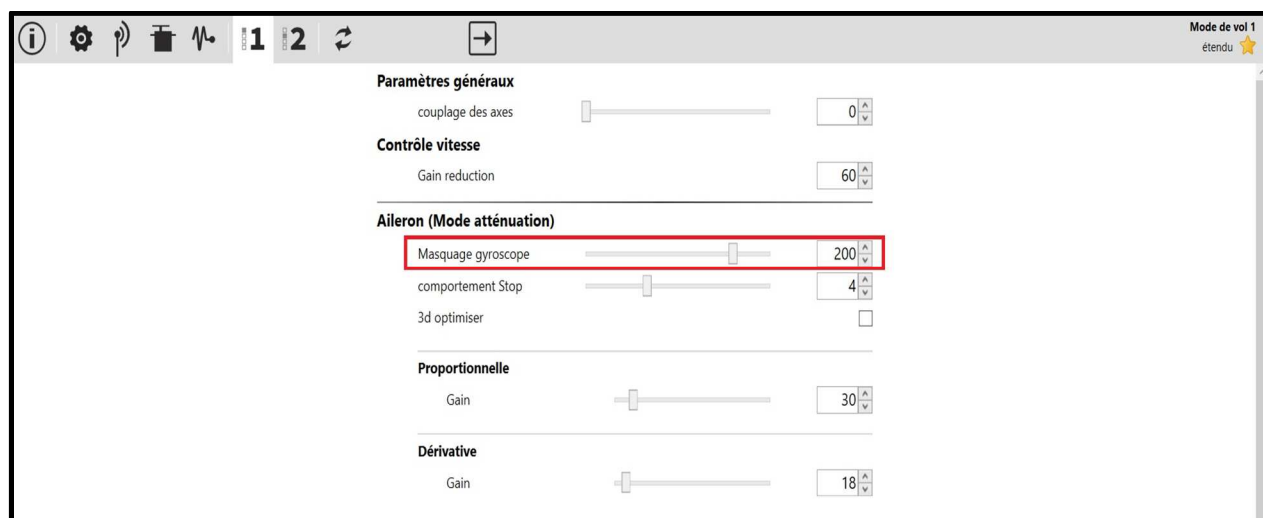 1 2
Mode de vol 1
étendu
Paramètres généraux
couplage des axes 0
Contrôle vitesse
Gain reduction 60
Aileron (Mode atténuation)
Masquage gyroscope 200
comportement Stop 4
3d optimiser
Proportionnelle
Gain 30
Dérivative
Gain 18